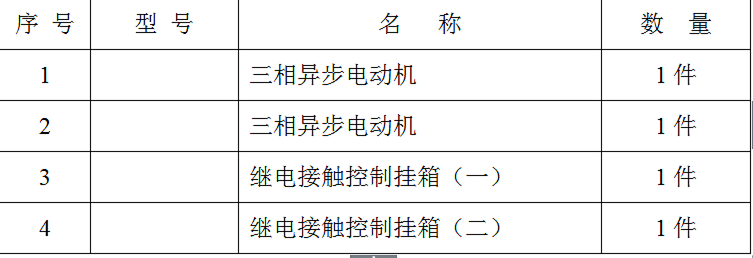 序 号 型 号 名 称 数 量
1 三相异步电动机 1 件
2 三相异步电动机 1 件
3 继电接触控制挂箱（一） 1 件
4 继电接触控制挂箱（二） 1 件